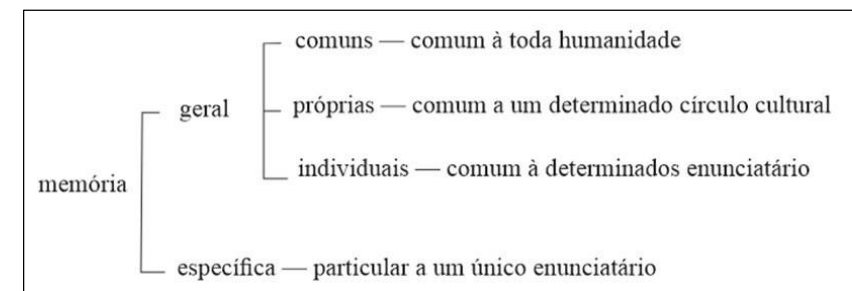 comuns — comum à toda humanidade
geral
próprias — comum a um determinado círculo cultural
individuais — comum à determinados enunciatário
memória
específica — particular a um único enunciatário